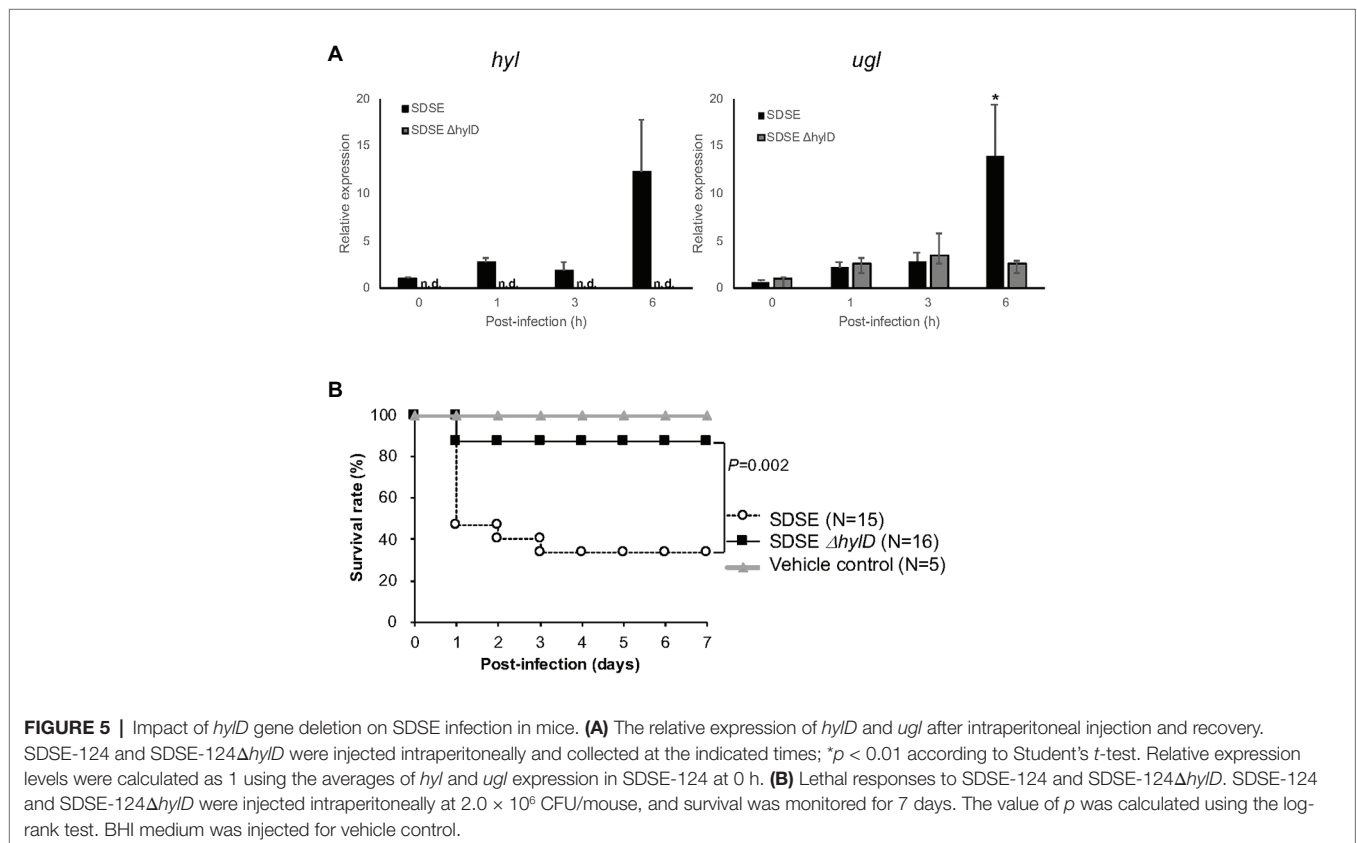 A
hyl
ugl
20
15
10
5
0
Relative expression
SDSE
SDSE ΔhylD
n.d.
n.d.
n.d.
n.d.
0
1
3
6
Post-infection (h)
20
15
10
5
0
Relative expression
SDSE
SDSE ΔhylD
*
0
1
3
6
Post-infection (h)
B
100
80
60
40
20
0
Survival rate (%)
0 1 2 3 4 5 6 7
Post-infection (days)
P=0.002
SDSE (N=15)
SDSE ΔhylD (N=16)
Vehicle control (N=5)
FIGURE 5 | Impact of hylD gene deletion on SDSE infection in mice. (A) The relative expression of hylD and ugl after intraperitoneal injection and recovery.
SDSE-124 and SDSE-124ΔhylD were injected intraperitoneally and collected at the indicated times; *p < 0.01 according to Student’s t-test. Relative expression
levels were calculated as 1 using the averages of hyl and ugl expression in SDSE-124 at 0 h. (B) Lethal responses to SDSE-124 and SDSE-124ΔhylD. SDSE-124
and SDSE-124ΔhylD were injected intraperitoneally at 2.0 × 10⁶ CFU/mouse, and survival was monitored for 7 days. The value of p was calculated using the log-
rank test. BHI medium was injected for vehicle control.